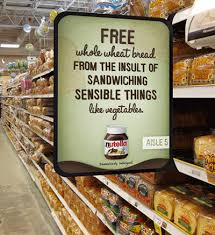 FREE
whole wheat bread
FROM THE INSULT OF
SANDWICHING
SENSIBLE THINGS
like vegetables.
nutella
AISLE 5